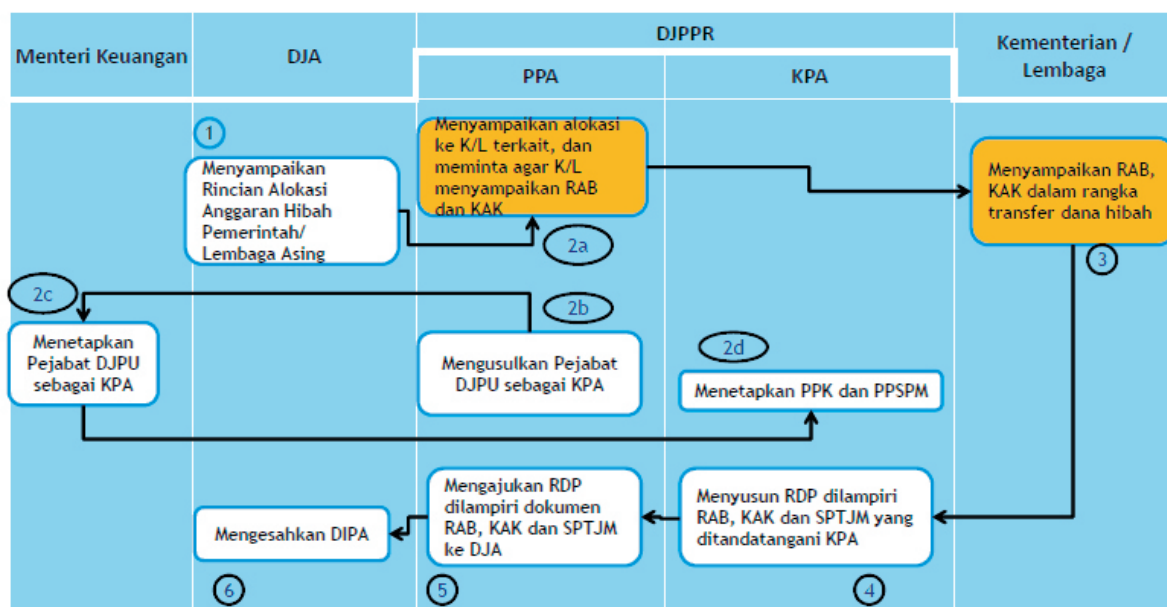 Menteri Keuangan
DJA
DJPPR
PPA
KPA
Kementerian /
Lembaga
1
Menyampaikan
Rincian Alokasi
Anggaran Hibah
Pemerintah/
Lembaga Asing
Menyampaikan alokasi
ke K/L terkait, dan
meminta agar K/L
menyampaikan RAB
dan KAK
2a
Menyampaikan RAB,
KAK dalam rangka
transfer dana hibah
3
2c
Menetapkan
Pejabat DJPU
sebagai KPA
2b
Mengusulkan Pejabat
DJPU sebagai KPA
2d
Menetapkan PPK dan PPSPM
Mengesahkan DIPA
6
Mengajukan RDP
dilampiri dokumen
RAB, KAK dan SPTJM
ke DJA
5
Menyusun RDP dilampiri
RAB, KAK dan SPTJM yang
ditandatangani KPA
4